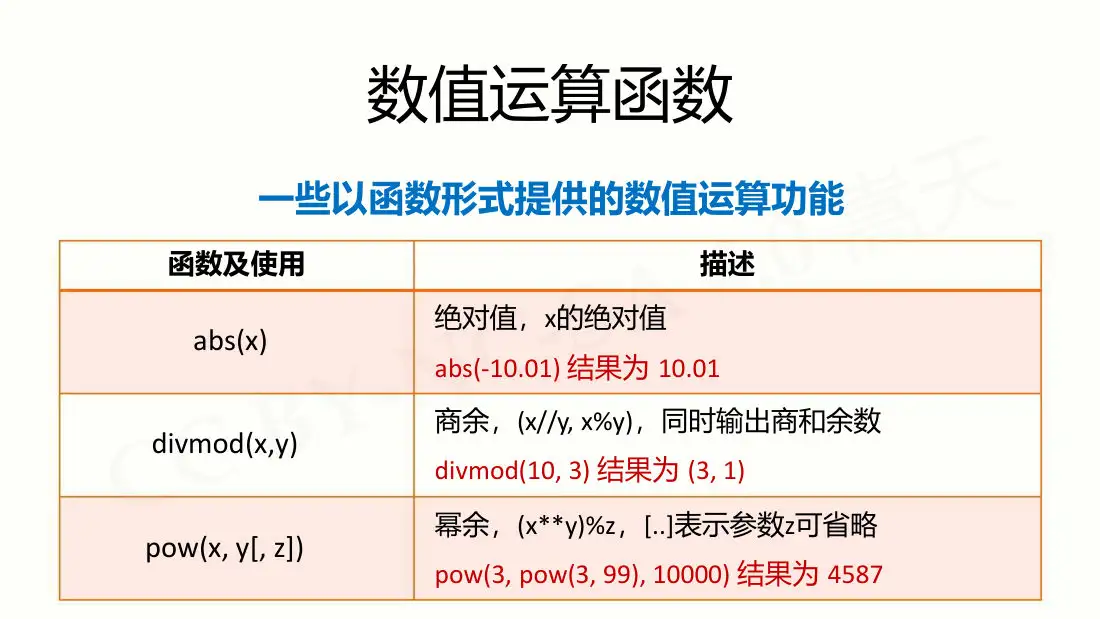 数值运算函数
一些以函数形式提供的数值运算功能
函数及使用 描述
abs(x)
绝对值，x的绝对值
abs(-10.01) 结果为 10.01
divmod(x,y)
商余，(x//y, x%y)，同时输出商和余数
divmod(10, 3) 结果为 (3, 1)
pow(x, y[, z])
幂余，(x**y)%z，[..]表示参数z可省略
pow(3, pow(3, 99), 10000) 结果为 4587